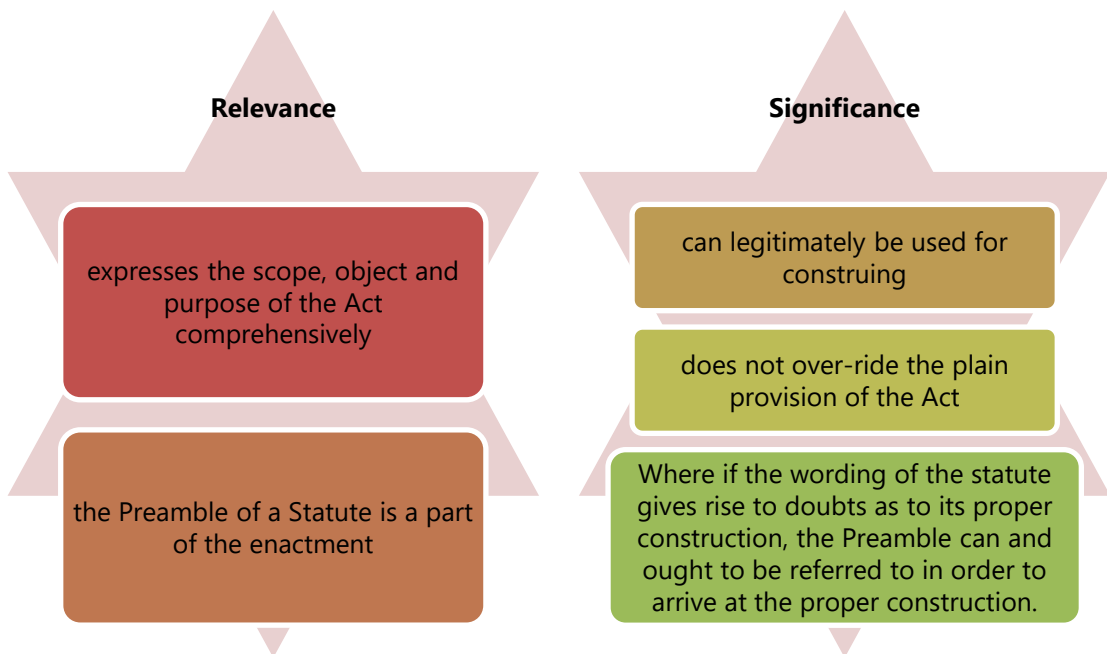 Relevance
expresses the scope, object and
purpose of the Act
comprehensively
the Preamble of a Statute is a part
of the enactment
Significance
can legitimately be used for
construing
does not over-ride the plain
provision of the Act
Where if the wording of the statute
gives rise to doubts as to its proper
construction, the Preamble can and
ought to be referred to in order to
arrive at the proper construction.